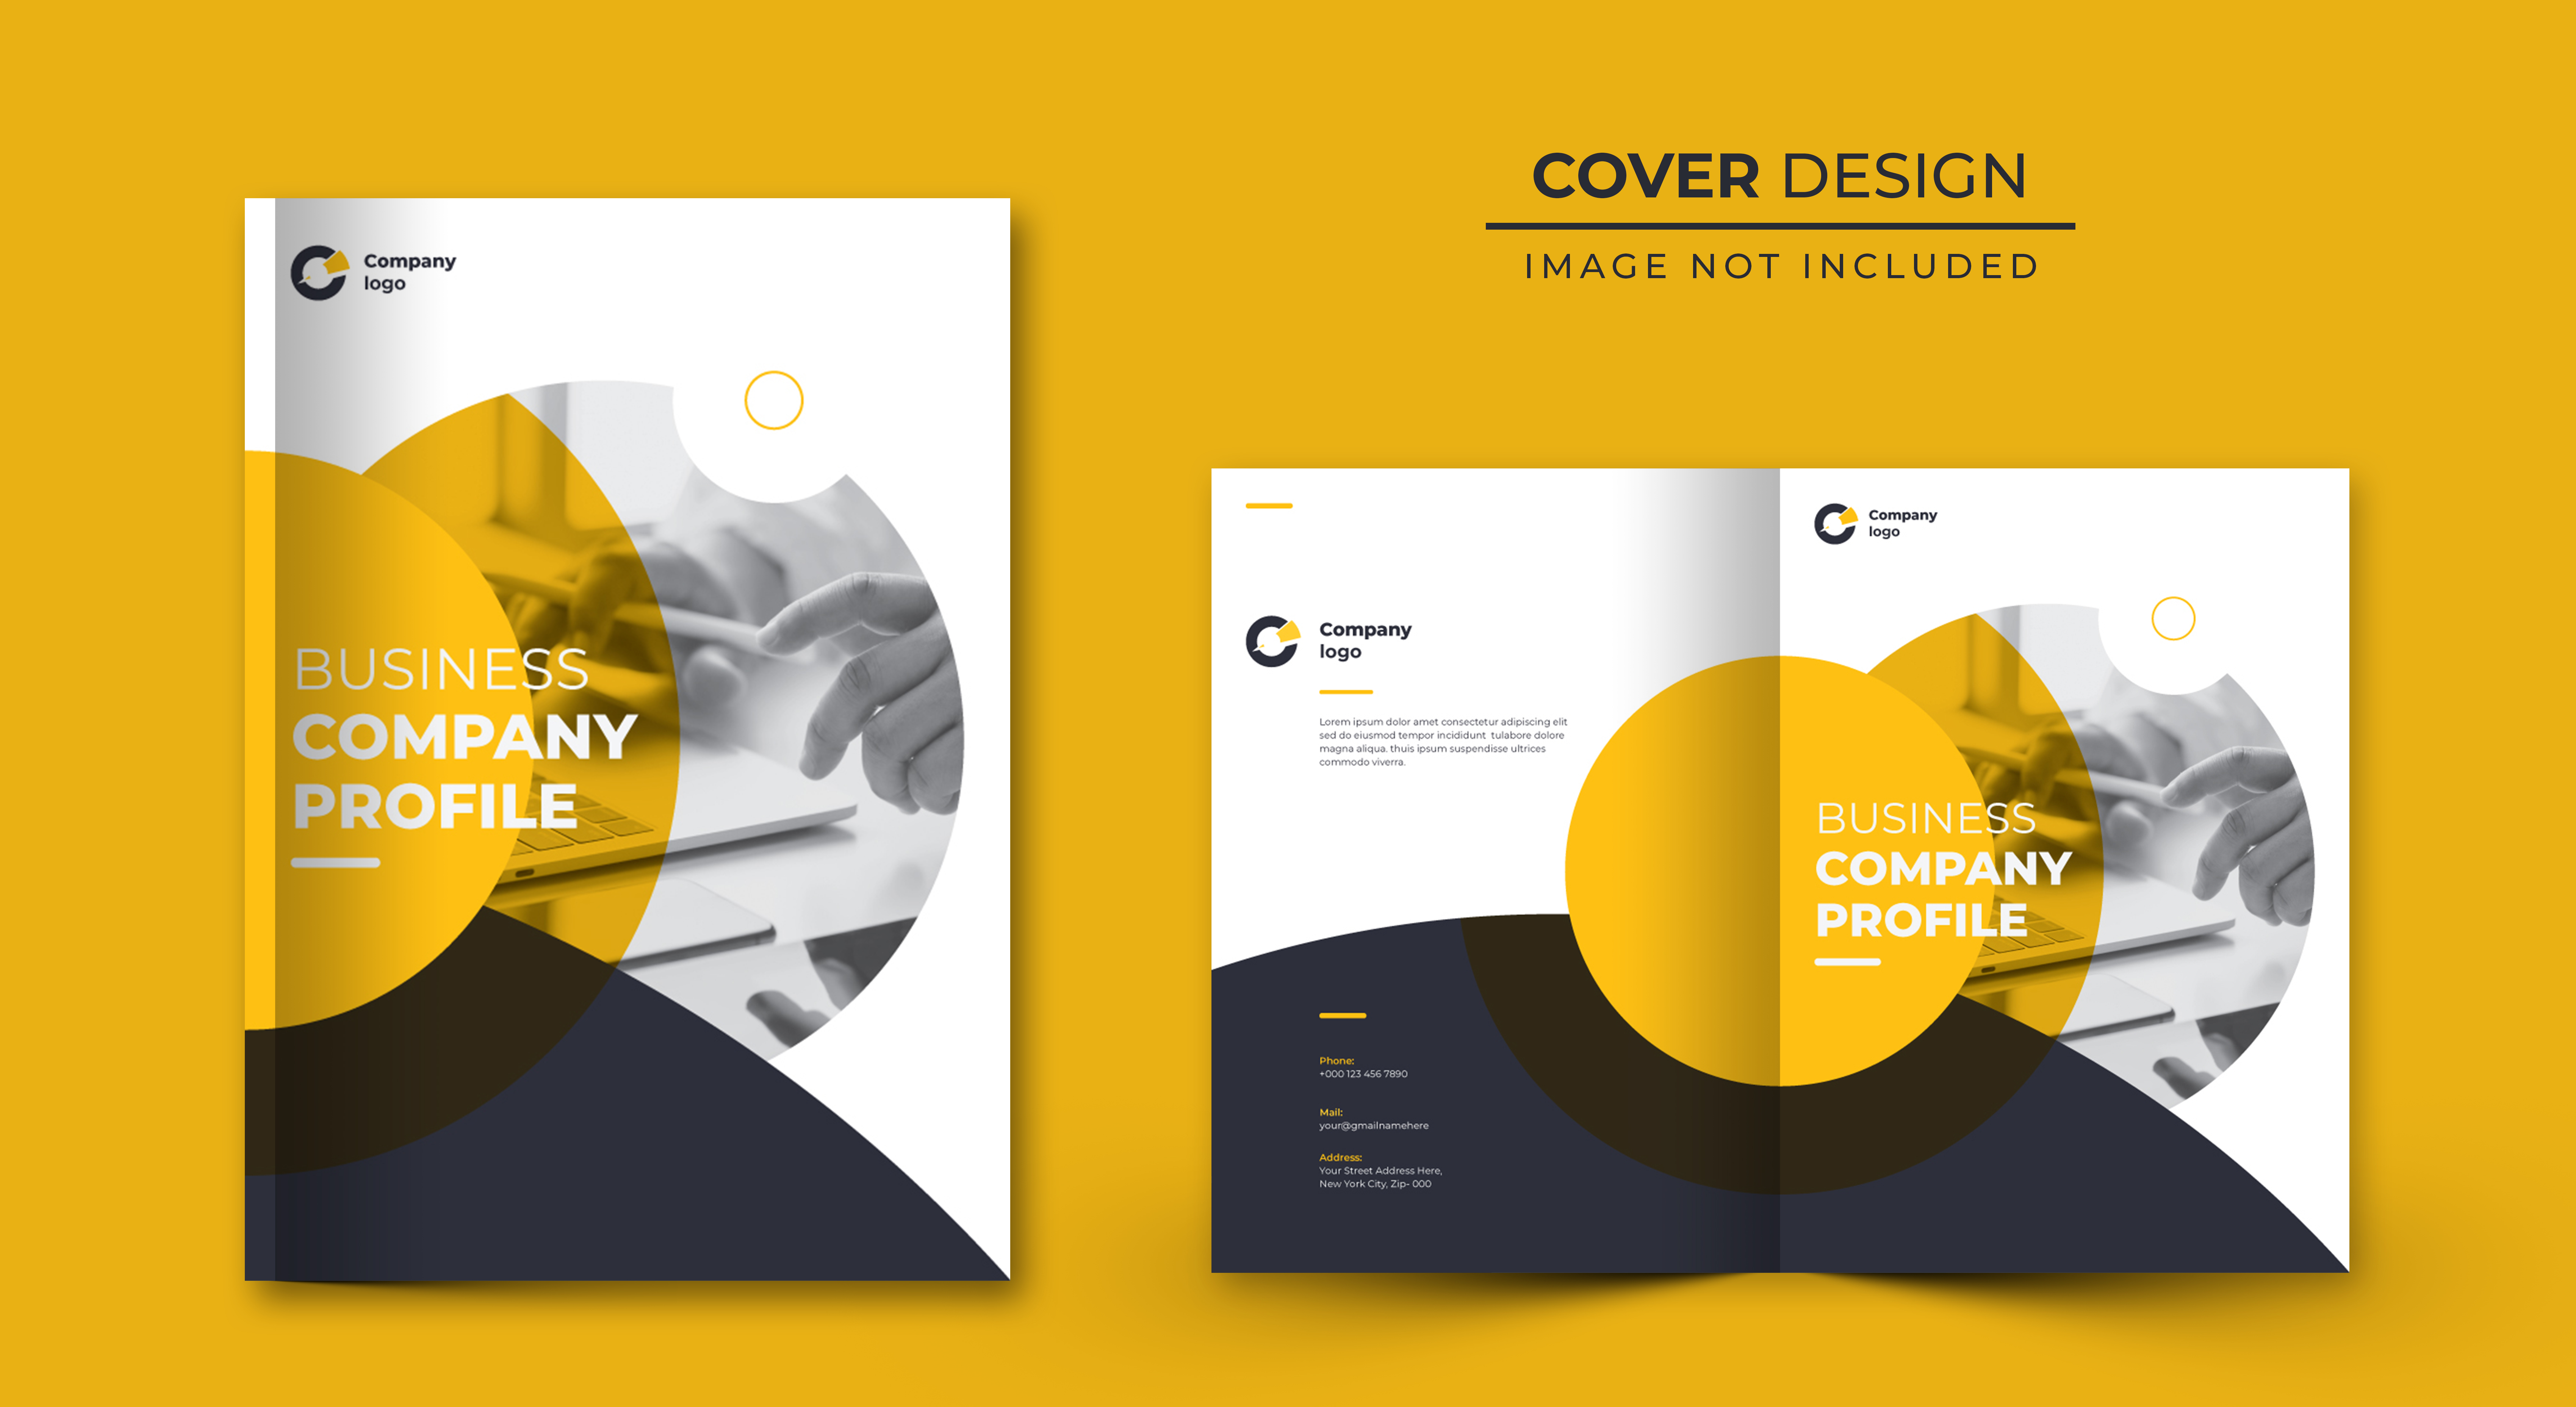 Company
logo
BUSINESS
COMPANY
PROFILE
COVER DESIGN
IMAGE NOT INCLUDED
Company
logo
Lorem ipsum dolor amet consectetur adipiscing elit
sed do eiusmod tempor incididunt tulabore dolore
magna aliqua. thuis ipsum suspendisse ultrices
commodo viverra.
Phone:
+000 123 456 7890
Mail:
your@gmailnamehere
Address:
Your Street Address Here,
New York City, Zip- 000
Company
logo
BUSINESS
COMPANY
PROFILE